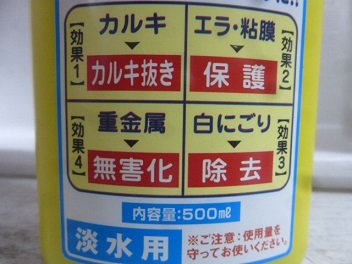 【効果1】
カルキ
カルキ抜き
エラ・粘膜
保護
【効果2】
【効果4】
重金属
無害化
白にごり
除去
【効果3】
内容量:500mℓ
淡水用
※ご注意:使用量を
守ってお使いください。